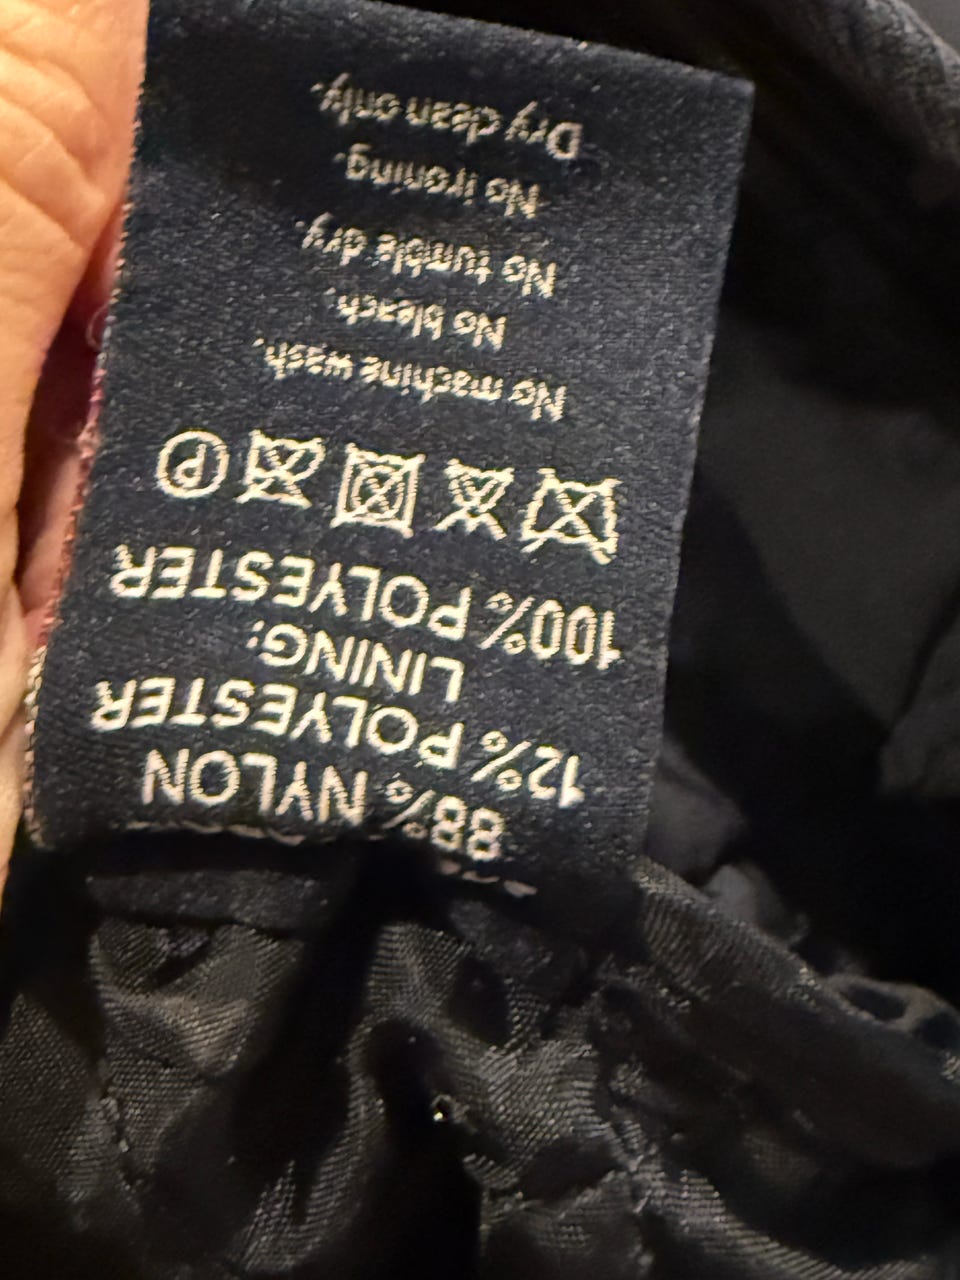 88% NYLON
12% POLYESTER
LINING:
100% POLYESTER
P
No machine wash.
No bleach.
No tumble dry.
No ironing.
Dry clean only.